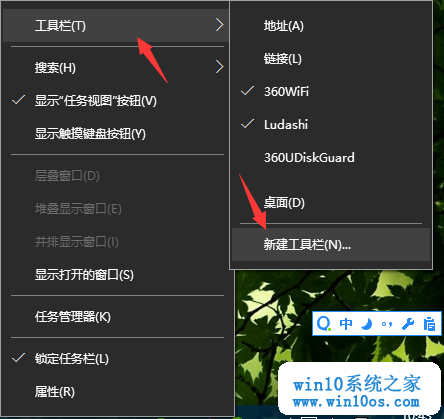 工具栏(T)
搜索(H)
显示“任务视图”按钮(V)
显示触摸键盘按钮(Y)
层叠窗口(D)
堆叠显示窗口(E)
并排显示窗口(I)
显示打开的窗口(S)
任务管理器(K)
锁定任务栏(L)
属性(R)
地址(A)
链接(L)
360WiFi
Ludashi
360UDiskGuard
桌面(D)
新建工具栏(N)...
中
win10系统之家
www.win10os.com